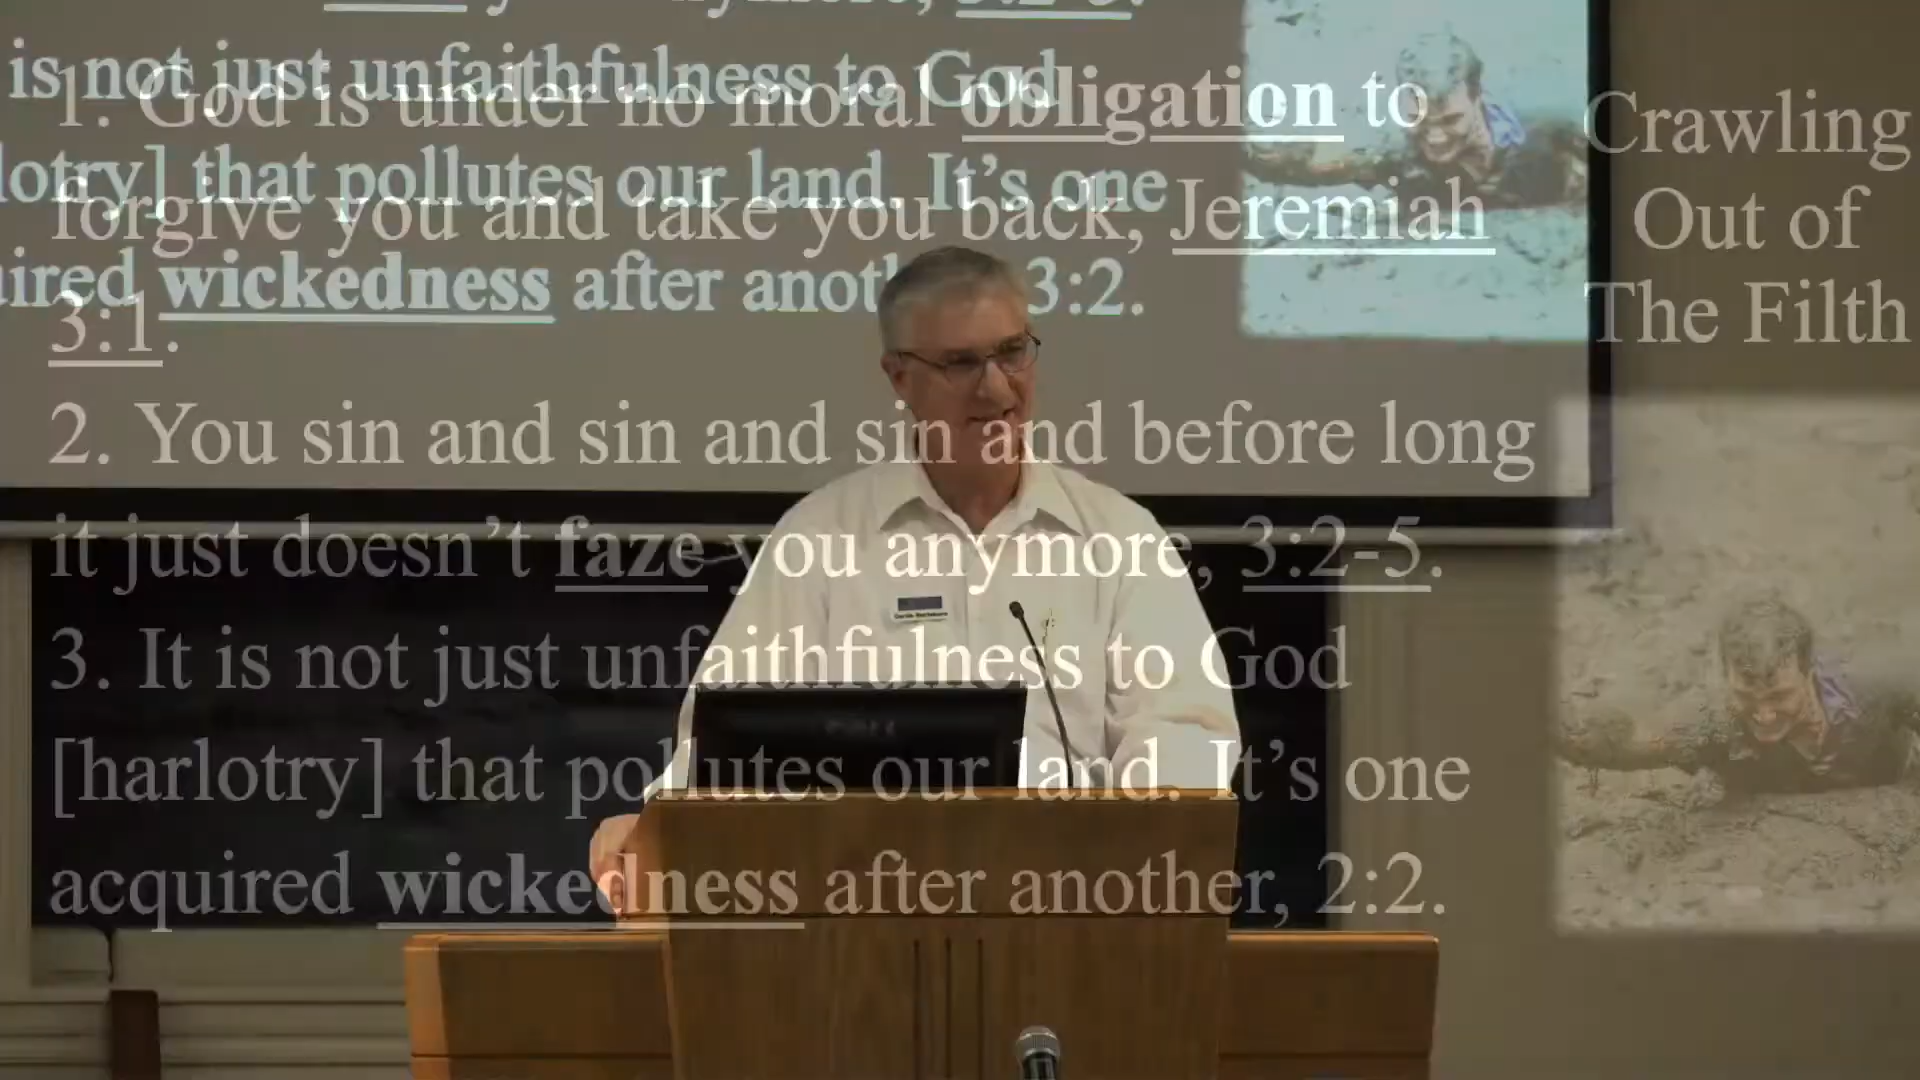 is not just unfaithfulness to God
lotry] that pollutes our land. It's one
ired wickedness after anoth 3:2.
1. God is under no moral obligation to
forgive you and take you back, Jeremiah
3:1.
2. You sin and sin and sin and before long
it just doesn't faze you anymore, 3:2-5.
3. It is not just unfaithfulness to God
[harlotry] that pollutes our land. It's one
acquired wickedness after another, 2:2.
Crawling
Out of
The Filth